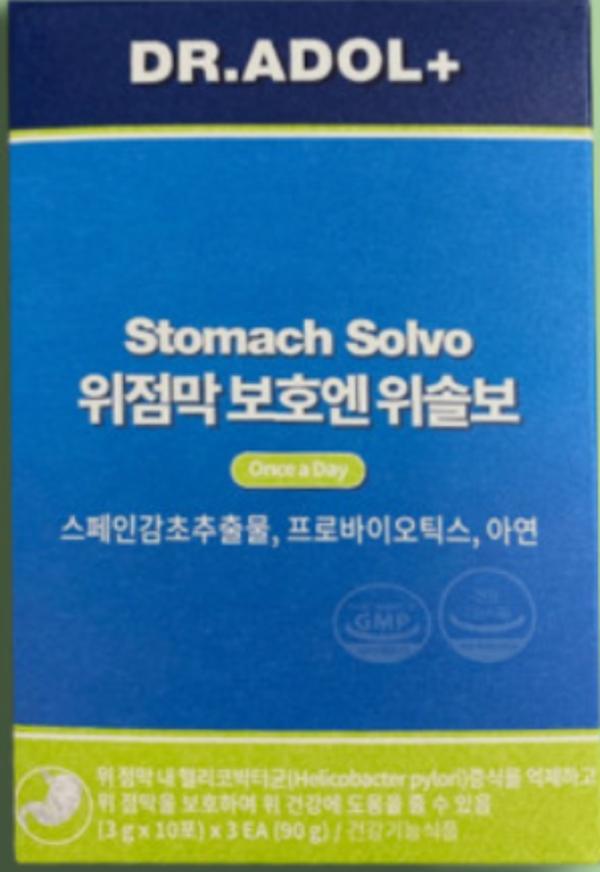 DR.ADOL+
Stomach Solvo
위점막 보호엔 위솔보
Once a Day
스페인감초추출물, 프로바이오틱스, 아연
GMP
위 점막 내 헬리코박터균(Helicobacter pylori)증식을 억제하고
위 점막을 보호하여 위 건강에 도움을 줄 수 있음
(3 g x 10포) x 3 EA (90 g) / 건강기능식품